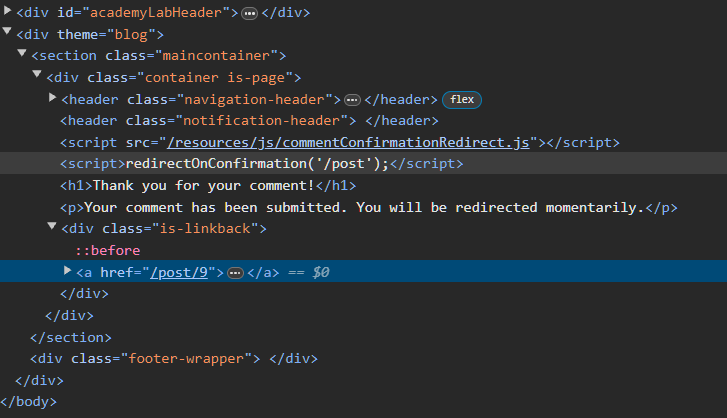 <div id="academyLabHeader">…</div>
<div theme="blog">
<section class="maincontainer">
<div class="container is-page">
<header class="navigation-header">…</header> flex
<header class="notification-header"> </header>
<script src="/resources/js/commentConfirmationRedirect.js"></script>
<script>redirectOnConfirmation('/post');</script>
<h1>Thank you for your comment!</h1>
<p>Your comment has been submitted. You will be redirected momentarily.</p>
<div class="is-linkback">
::before
<a href="/post/9">…</a> == $0
</div>
</div>
</section>
<div class="footer-wrapper"> </div>
</div>
</body>